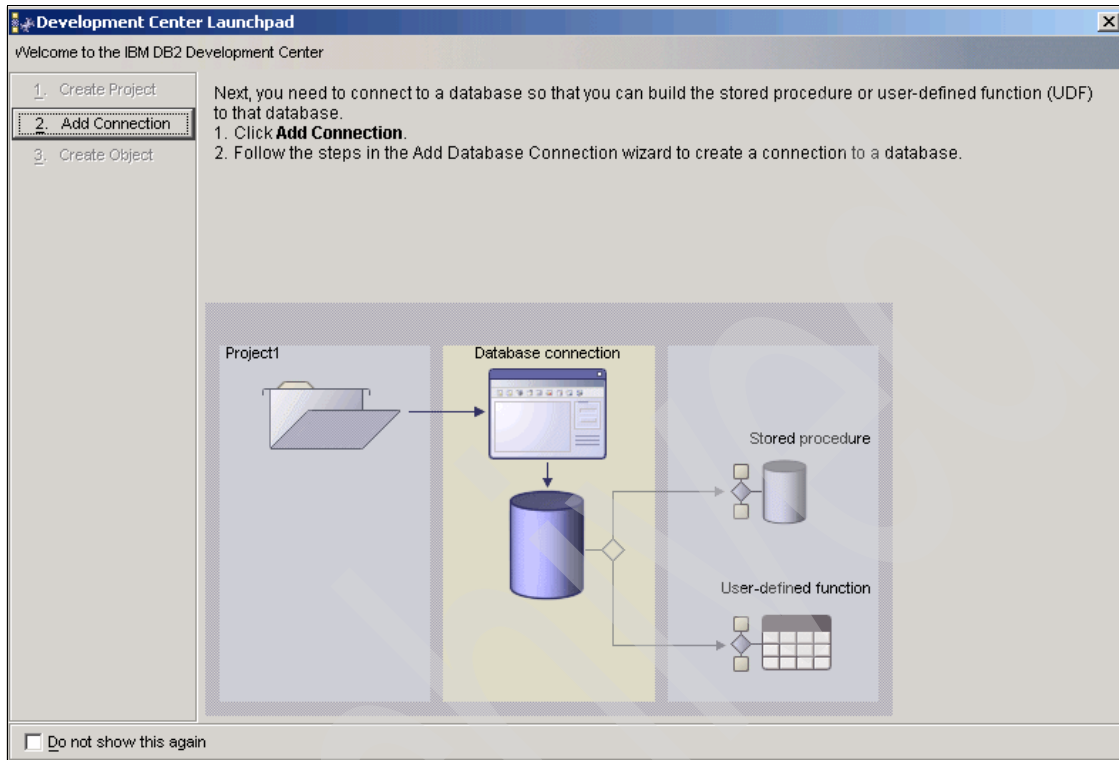 Development Center Launchpad
Welcome to the IBM DB2 Development Center
1. Create Project
2. Add Connection
3. Create Object
Next, you need to connect to a database so that you can build the stored procedure or user-defined function (UDF)
to that database.
1. Click Add Connection.
2. Follow the steps in the Add Database Connection wizard to create a connection to a database.
Project1
Database connection
Stored procedure
User-defined function
Do not show this again